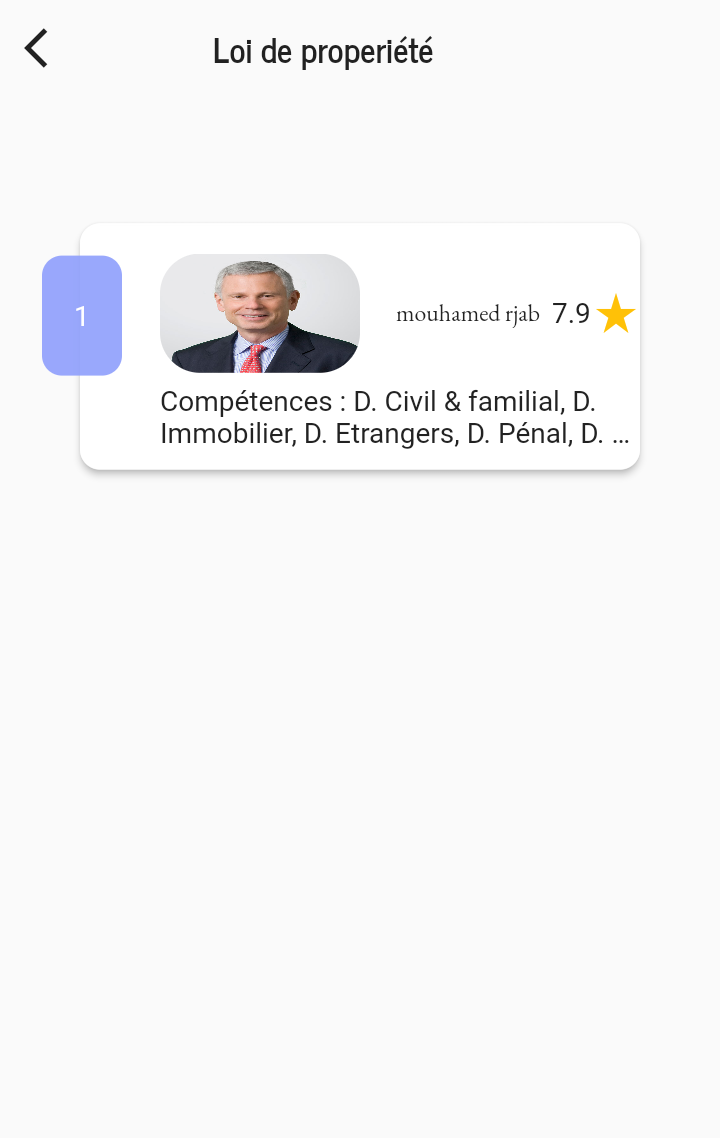 Loi de properiété
1
mouhamed rjab 7.9
Compétences : D. Civil & familial, D.
Immobilier, D. Etrangers, D. Pénal, D. ...